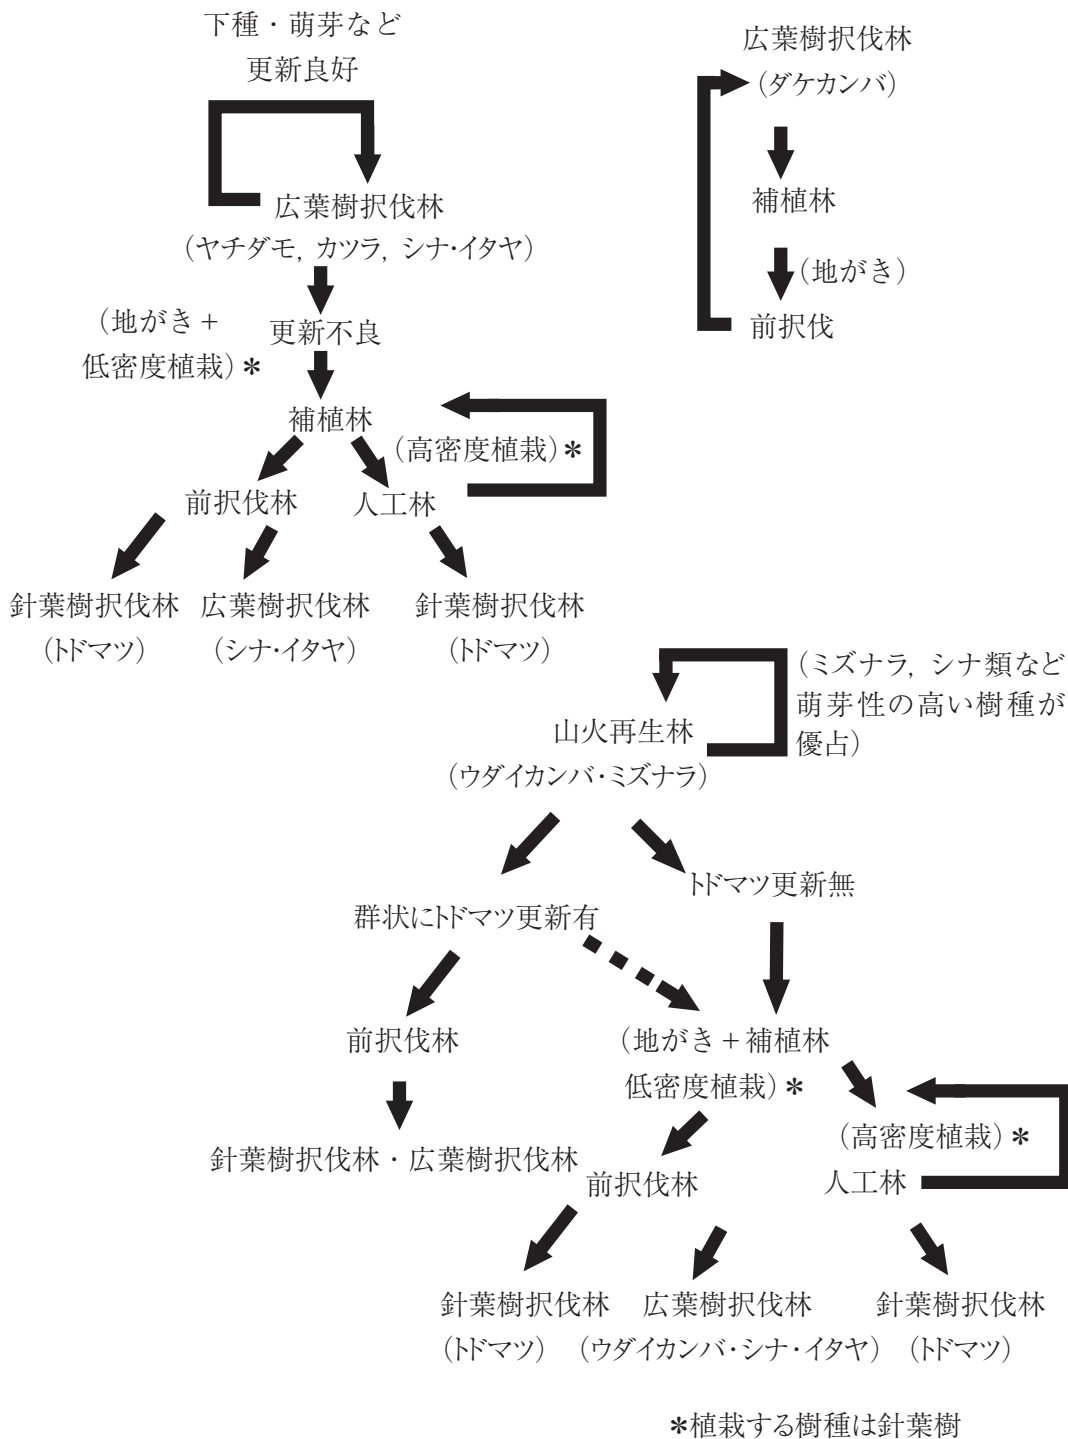 下種・萌芽など
更新良好
広葉樹択伐林
（ヤチダモ, カツラ, シナ・イタヤ）
（地がき＋
低密度植栽）＊
更新不良
補植林
（高密度植栽）＊
前択伐林
人工林
針葉樹択伐林
（トドマツ）
広葉樹択伐林
（シナ・イタヤ）
針葉樹択伐林
（トドマツ）
広葉樹択伐林
（ダケカンバ）
補植林
（地がき）
前択伐
山火再生林
（ウダイカンバ・ミズナラ）
（ミズナラ, シナ類など
萌芽性の高い樹種が
優占）
群状にトドマツ更新有
トドマツ更新無
前択伐林
針葉樹択伐林・広葉樹択伐林
（地がき＋補植林
低密度植栽）＊
（高密度植栽）＊
前択伐林
人工林
針葉樹択伐林
（トドマツ）
広葉樹択伐林
（ウダイカンバ・シナ・イタヤ）
針葉樹択伐林
（トドマツ）
＊植栽する樹種は針葉樹